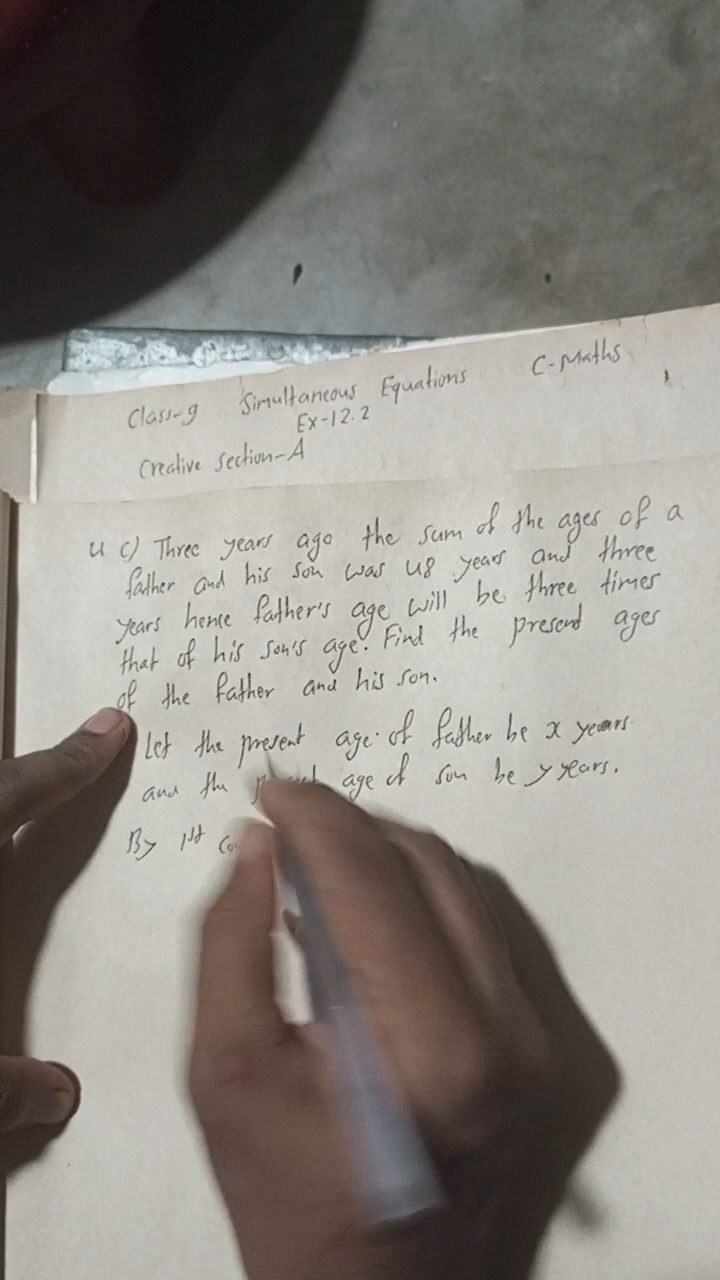 Class-9 Simultaneous Equations C-Maths
Ex-12.2
Creative section-A
4 c) Three years ago the sum of the ages of a
father and his son was 48 years and three
years hence father's age will be three times
that of his son's age. Find the present ages
of the father and his son.
Let the present age of father be x years
and the age of son be y years.
By 1st